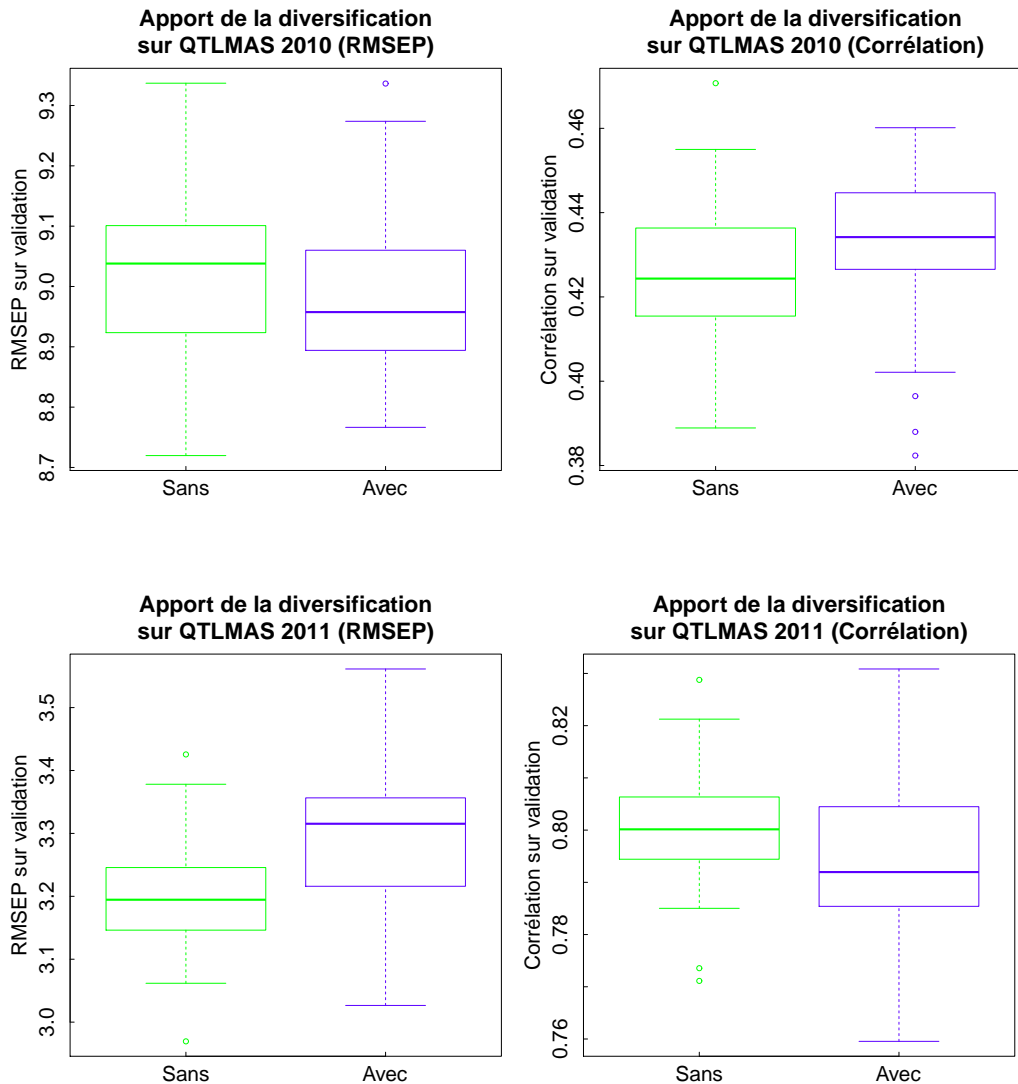 Apport de la diversification
sur QTLMAS 2010 (RMSEP)
RMSEP sur validation
9.3
9.2
9.1
9.0
8.9
8.8
8.7
Sans
Avec
Apport de la diversification
sur QTLMAS 2010 (Corrélation)
Corrélation sur validation
0.46
0.44
0.42
0.40
0.38
Sans
Avec
Apport de la diversification
sur QTLMAS 2011 (RMSEP)
RMSEP sur validation
3.5
3.4
3.3
3.2
3.1
3.0
Sans
Avec
Apport de la diversification
sur QTLMAS 2011 (Corrélation)
Corrélation sur validation
0.82
0.80
0.78
0.76
Sans
Avec